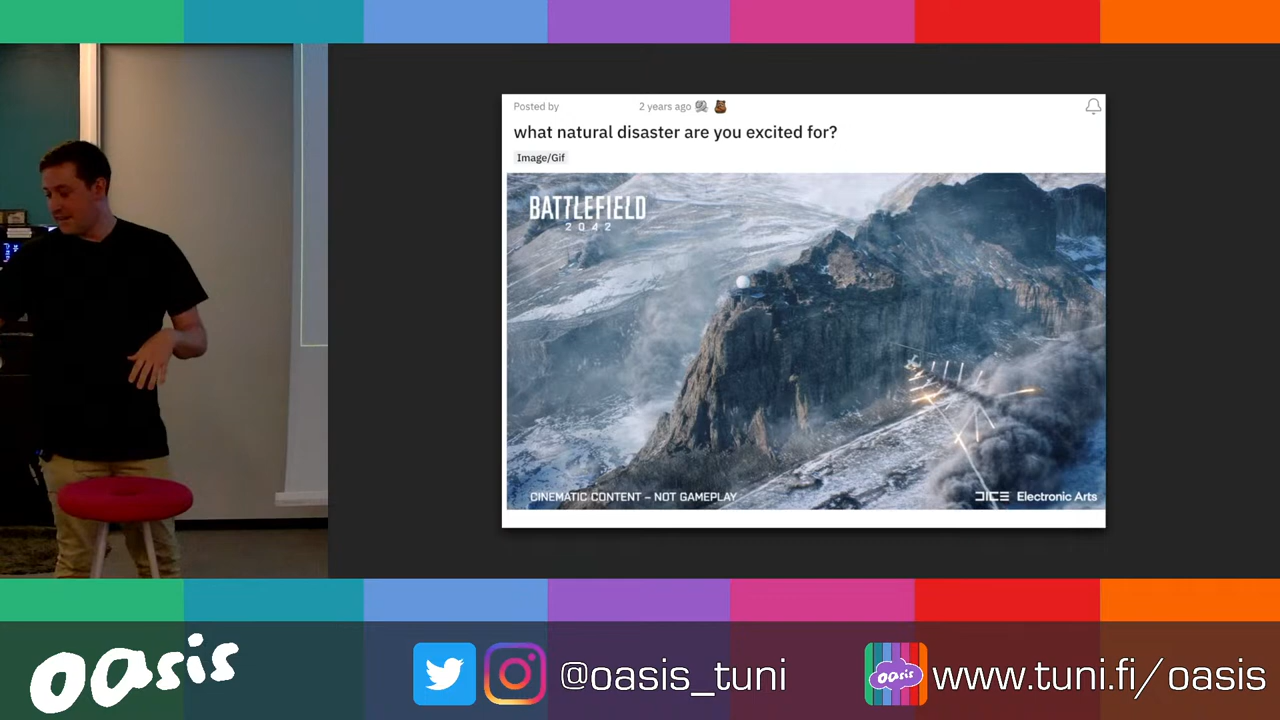 Posted by 2 years ago
what natural disaster are you excited for?
Image/Gif
BATTLEFIELD
2042
CINEMATIC CONTENT – NOT GAMEPLAY
DICE Electronic Arts
oasis
@oasis_tuni
oasis
www.tuni.fi/oasis